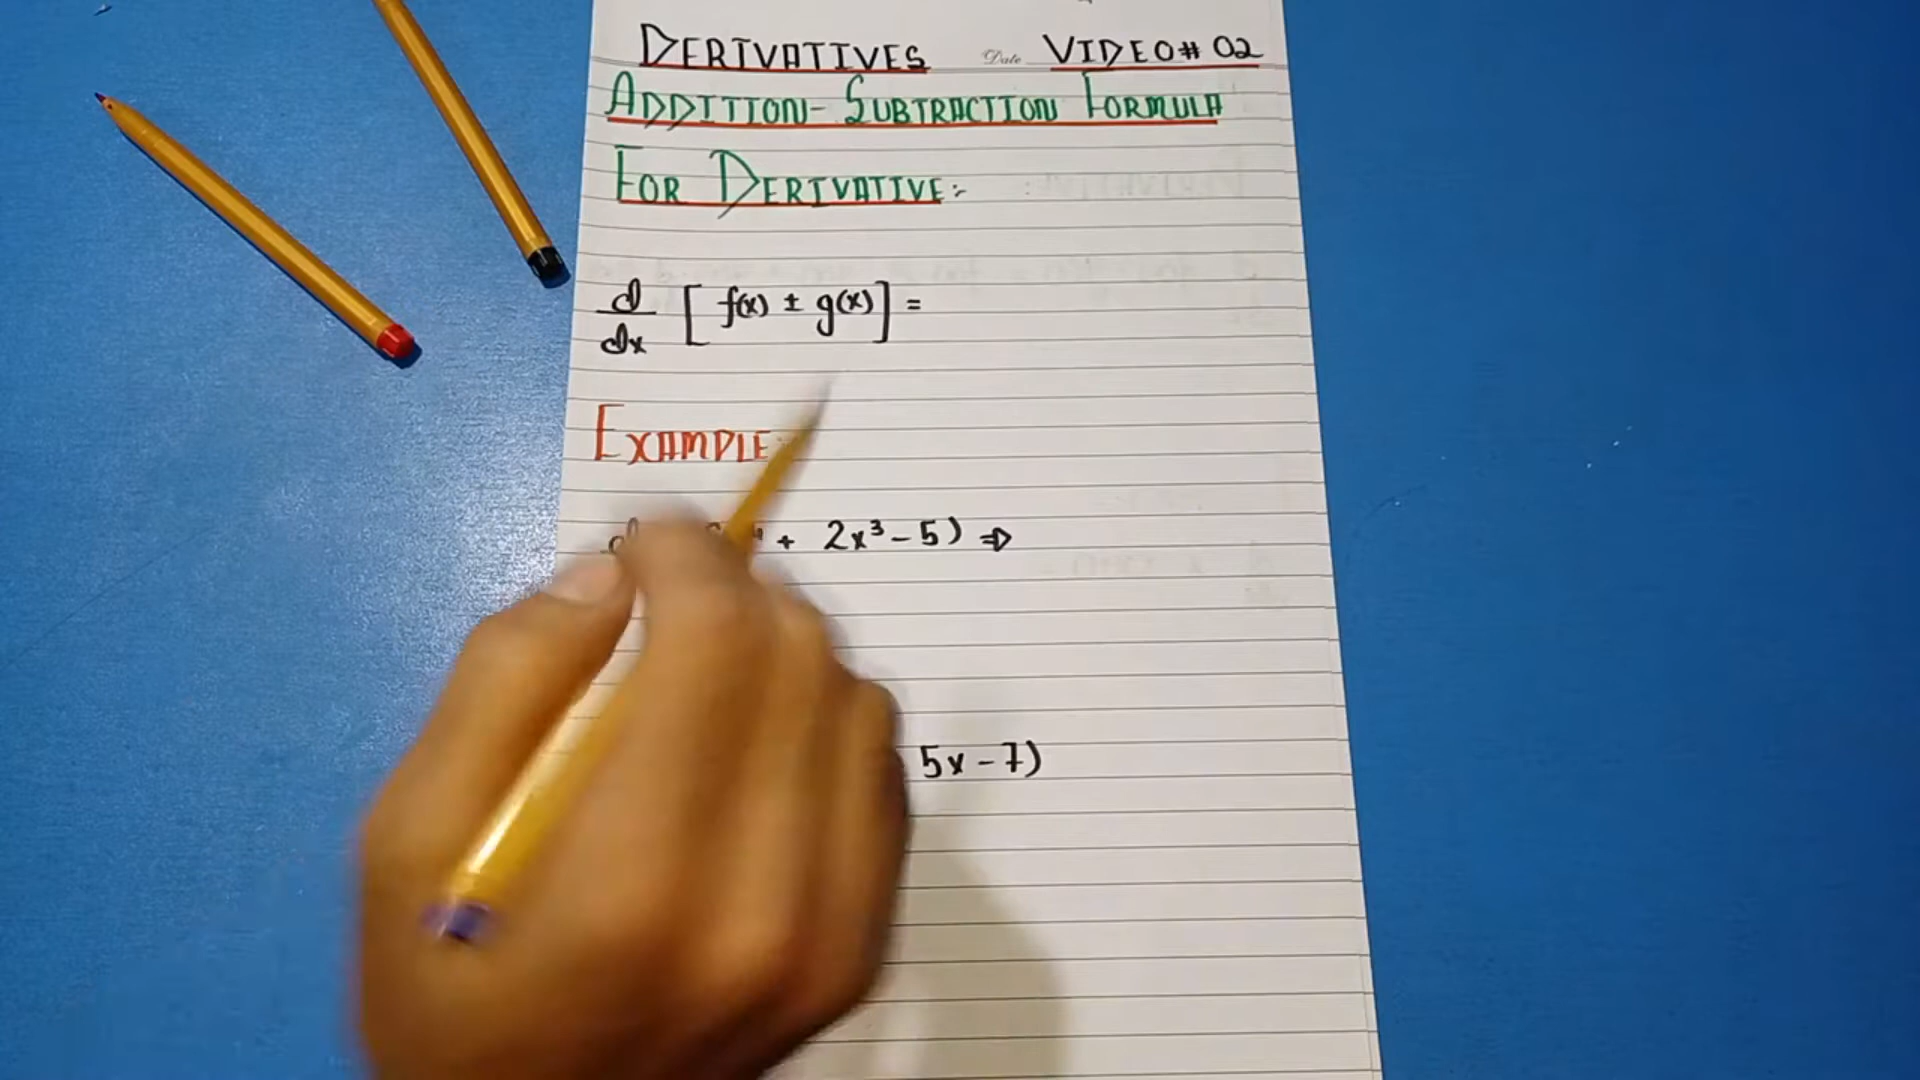 DERIVATIVES Date VIDEO# 02
ADDITION- SUBTRACTION FORMULA
FOR DERIVATIVE:-
d/dx [ f(x) ± g(x) ] =
EXAMPLE
+ 2x³ - 5) ⇒
5x - 7)